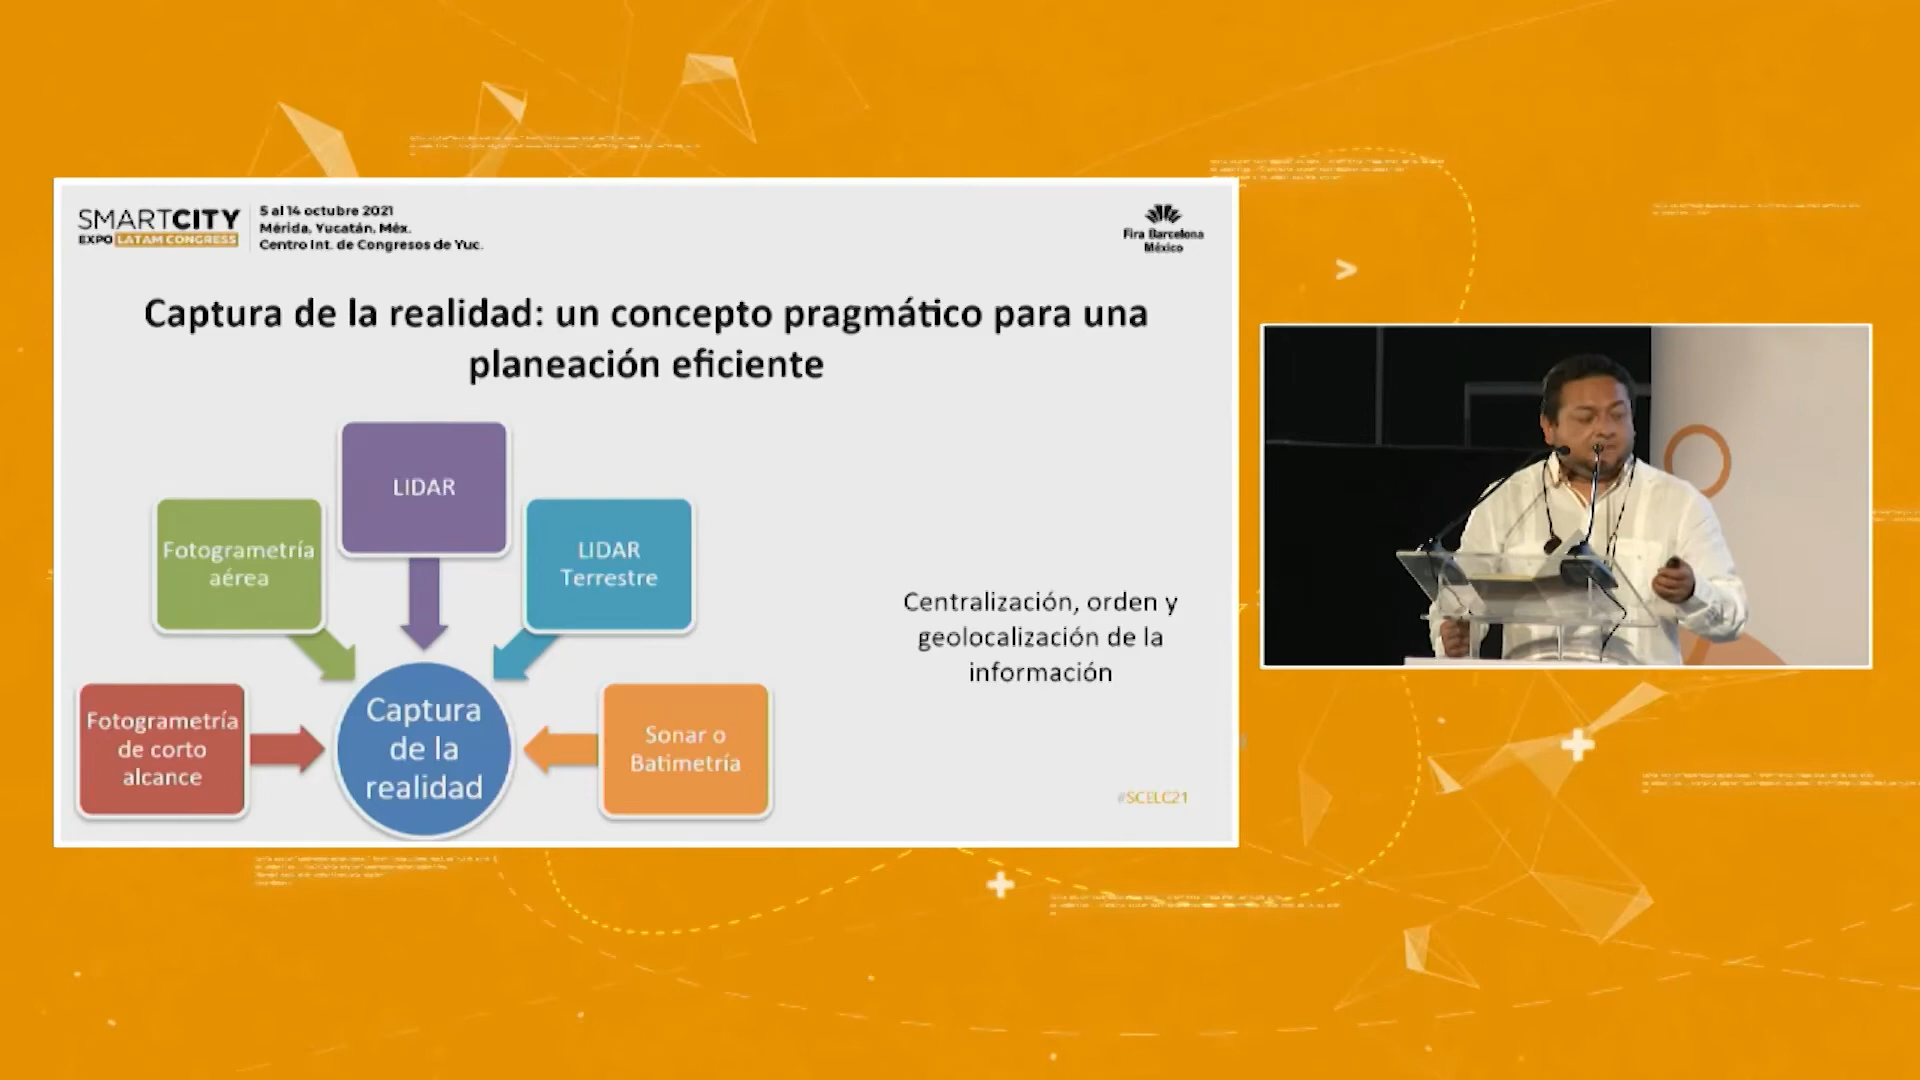 SMARTCITY
EXPO LATAM CONGRESS
5 al 14 octubre 2021
Mérida, Yucatán, Méx.
Centro Int. de Congresos de Yuc.
Fira Barcelona
México
Captura de la realidad: un concepto pragmático para una
planeación eficiente
LIDAR
Fotogrametría
aérea
LIDAR
Terrestre
Fotogrametría
de corto
alcance
Captura
de la
realidad
Sonar o
Batimetría
Centralización, orden y
geolocalización de la
información
#SCELC21